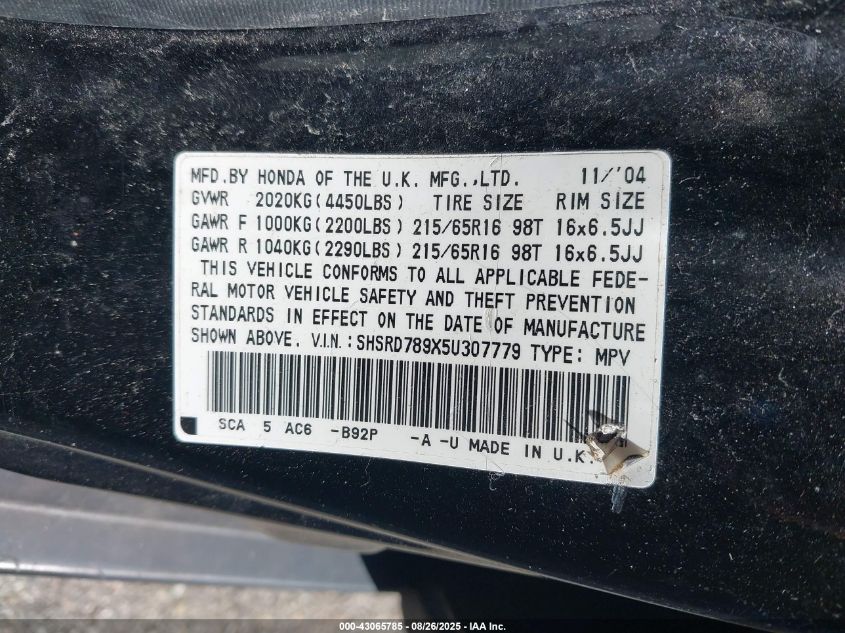 MFD.BY HONDA OF THE U.K. MFG.,LTD. 11/'04
GVWR 2020KG(4450LBS) TIRE SIZE RIM SIZE
GAWR F 1000KG(2200LBS) 215/65R16 98T 16x6.5JJ
GAWR R 1040KG(2290LBS) 215/65R16 98T 16x6.5JJ
THIS VEHICLE CONFORMS TO ALL APPLICABLE FEDE-
RAL MOTOR VEHICLE SAFETY AND THEFT PREVENTION
STANDARDS IN EFFECT ON THE DATE OF MANUFACTURE
SHOWN ABOVE. V.I.N.:SHSRD789X5U307779 TYPE: MPV
SCA 5 AC6 -B92P -A -U MADE IN U.K.
000-43065785 - 08/26/2025 - IAA Inc.